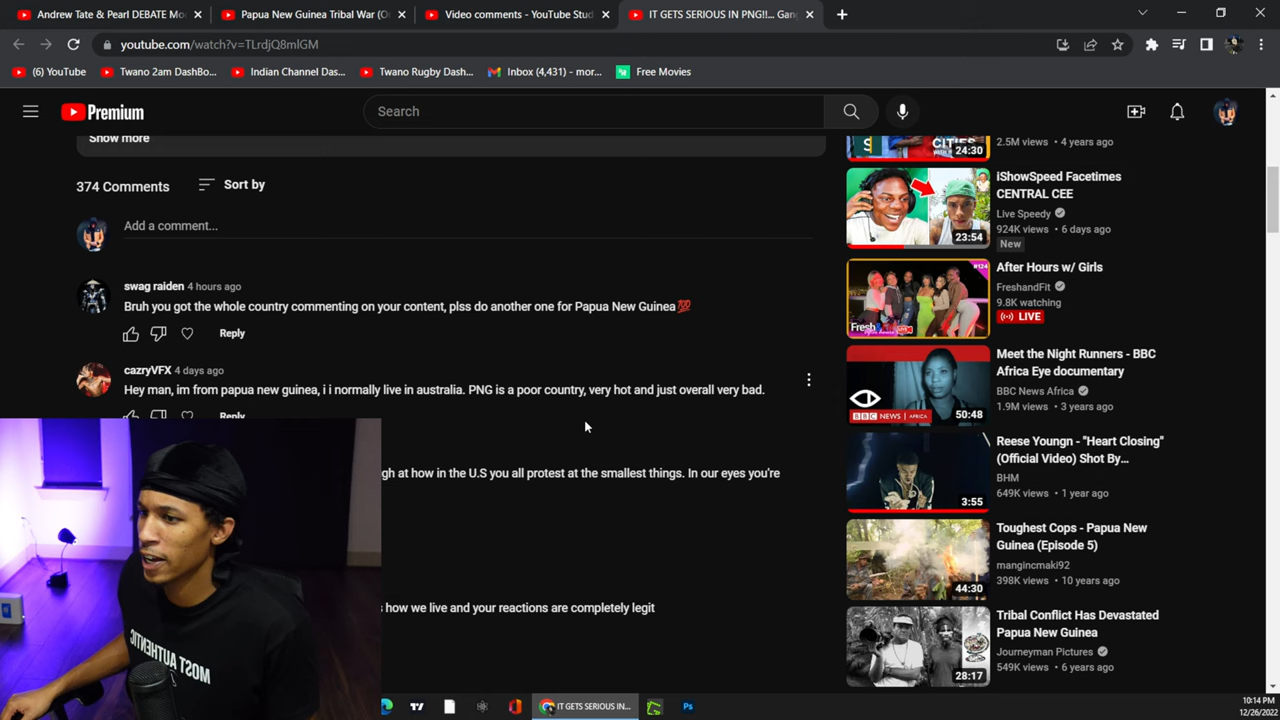 Andrew Tate & Pearl DEBATE Mo
Papua New Guinea Tribal War (O
Video comments - YouTube Stud
IT GETS SERIOUS IN PNG!!.. Gang
youtube.com/watch?v=TLrdjQ8mlGM
(6) YouTube
Twano 2am DashBo...
Indian Channel Das...
Twano Rugby Dash...
Inbox (4,431) - mor...
Free Movies
Premium
Search
Show more
374 Comments
Sort by
Add a comment...
swag raiden 4 hours ago
Bruh you got the whole country commenting on your content, plss do another one for Papua New Guinea💯
Reply
cazryVFX 4 days ago
Hey man, im from papua new guinea, i i normally live in australia. PNG is a poor country, very hot and just overall very bad.
Reply
gh at how in the U.S you all protest at the smallest things. In our eyes you're
s how we live and your reactions are completely legit
MOST AUTHENTIC
CITIES
24:30
2.5M views • 4 years ago
23:54
iShowSpeed Facetimes
CENTRAL CEE
Live Speedy
924K views • 6 days ago
New
#124
Fresh
LIVE
After Hours w/ Girls
FreshandFit
9.8K watching
LIVE
BBC NEWS AFRICA
50:48
Meet the Night Runners - BBC
Africa Eye documentary
BBC News Africa
1.9M views • 3 years ago
3:55
Reese Youngn - "Heart Closing"
(Official Video) Shot By...
BHM
649K views • 1 year ago
44:30
Toughest Cops - Papua New
Guinea (Episode 5)
mangincmaki92
398K views • 10 years ago
28:17
Tribal Conflict Has Devastated
Papua New Guinea
Journeyman Pictures
549K views • 6 years ago
IT GETS SERIOUS IN...
Ps
10:14 PM
12/26/2022